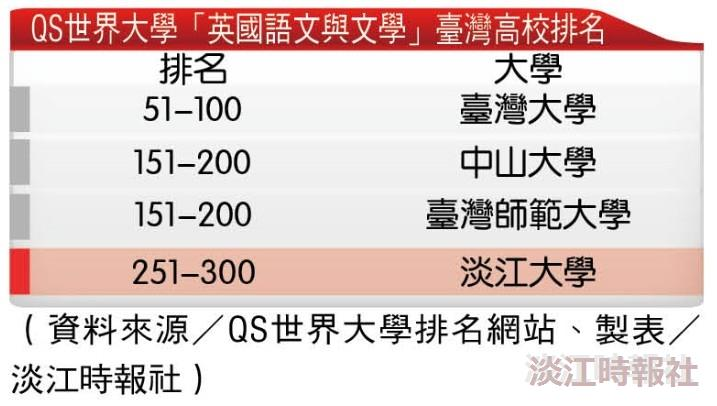 QS世界大學「英國語文與文學」臺灣高校排名
排名 大學
51–100 臺灣大學
151–200 中山大學
151–200 臺灣師範大學
251–300 淡江大學
（資料來源／QS世界大學排名網站、製表／
淡江時報社）
淡江時報社